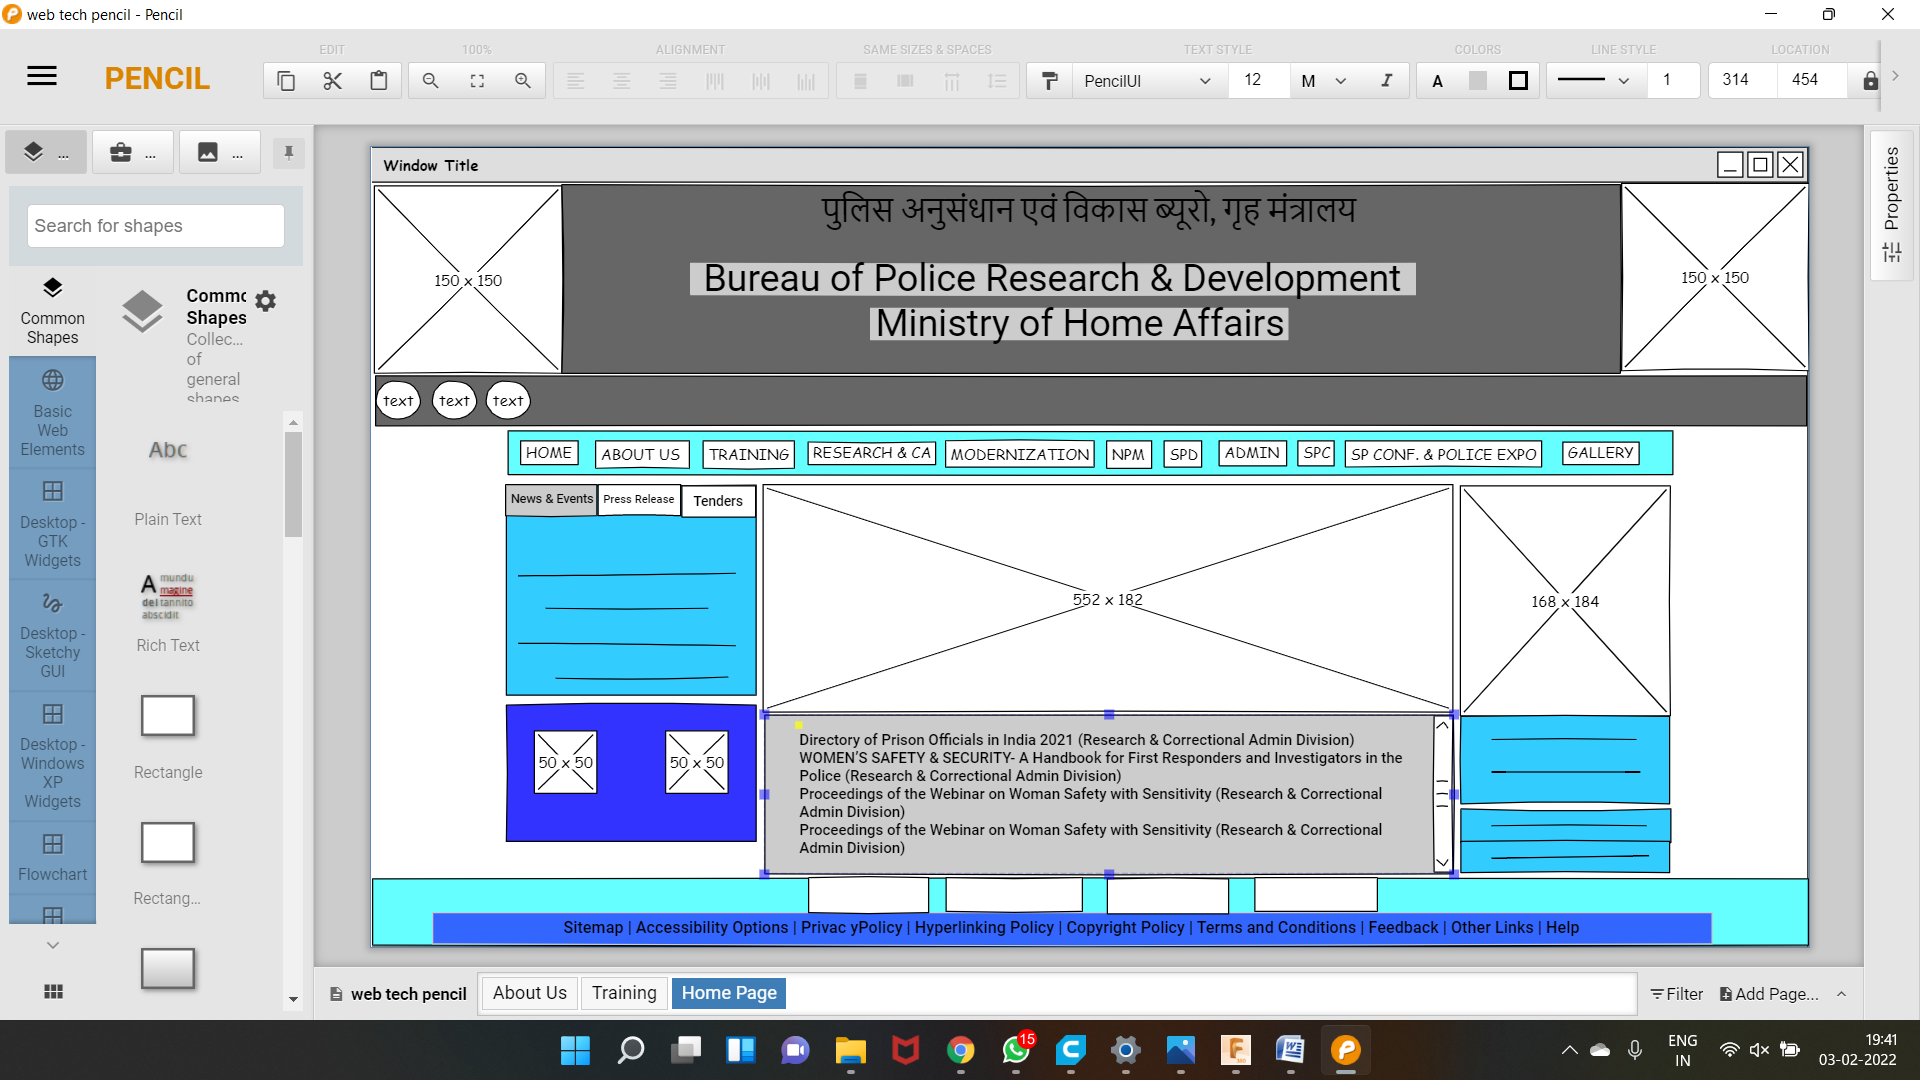 web tech pencil - Pencil
EDIT 100% ALIGNMENT SAME SIZES & SPACES TEXT STYLE COLORS LINE STYLE LOCATION
PENCIL
PencilUI 12 M I A 1 314 454
... ... ...
Search for shapes
Common Shapes
Basic Web Elements
Desktop - GTK Widgets
Desktop - Sketchy GUI
Desktop - Windows XP Widgets
Flowchart
Shapes
Collec...
of
general
shapes
Abc
Plain Text
A mundu
magine
del tannito
abscidit
Rich Text
Rectangle
Rectang...
Window Title
पुलिस अनुसंधान एवं विकास ब्यूरो, गृह मंत्रालय
Bureau of Police Research & Development
Ministry of Home Affairs
150 x 150
150 x 150
text text text
HOME ABOUT US TRAINING RESEARCH & CA MODERNIZATION NPM SPD ADMIN SPC SP CONF. & POLICE EXPO GALLERY
News & Events Press Release Tenders
552 x 182
168 x 184
50 x 50 50 x 50
Directory of Prison Officials in India 2021 (Research & Correctional Admin Division)
WOMEN'S SAFETY & SECURITY- A Handbook for First Responders and Investigators in the
Police (Research & Correctional Admin Division)
Proceedings of the Webinar on Woman Safety with Sensitivity (Research & Correctional
Admin Division)
Proceedings of the Webinar on Woman Safety with Sensitivity (Research & Correctional
Admin Division)
Sitemap | Accessibility Options | Privac yPolicy | Hyperlinking Policy | Copyright Policy | Terms and Conditions | Feedback | Other Links | Help
Properties
web tech pencil About Us Training Home Page Filter Add Page...
15
ENG
IN
19:41
03-02-2022